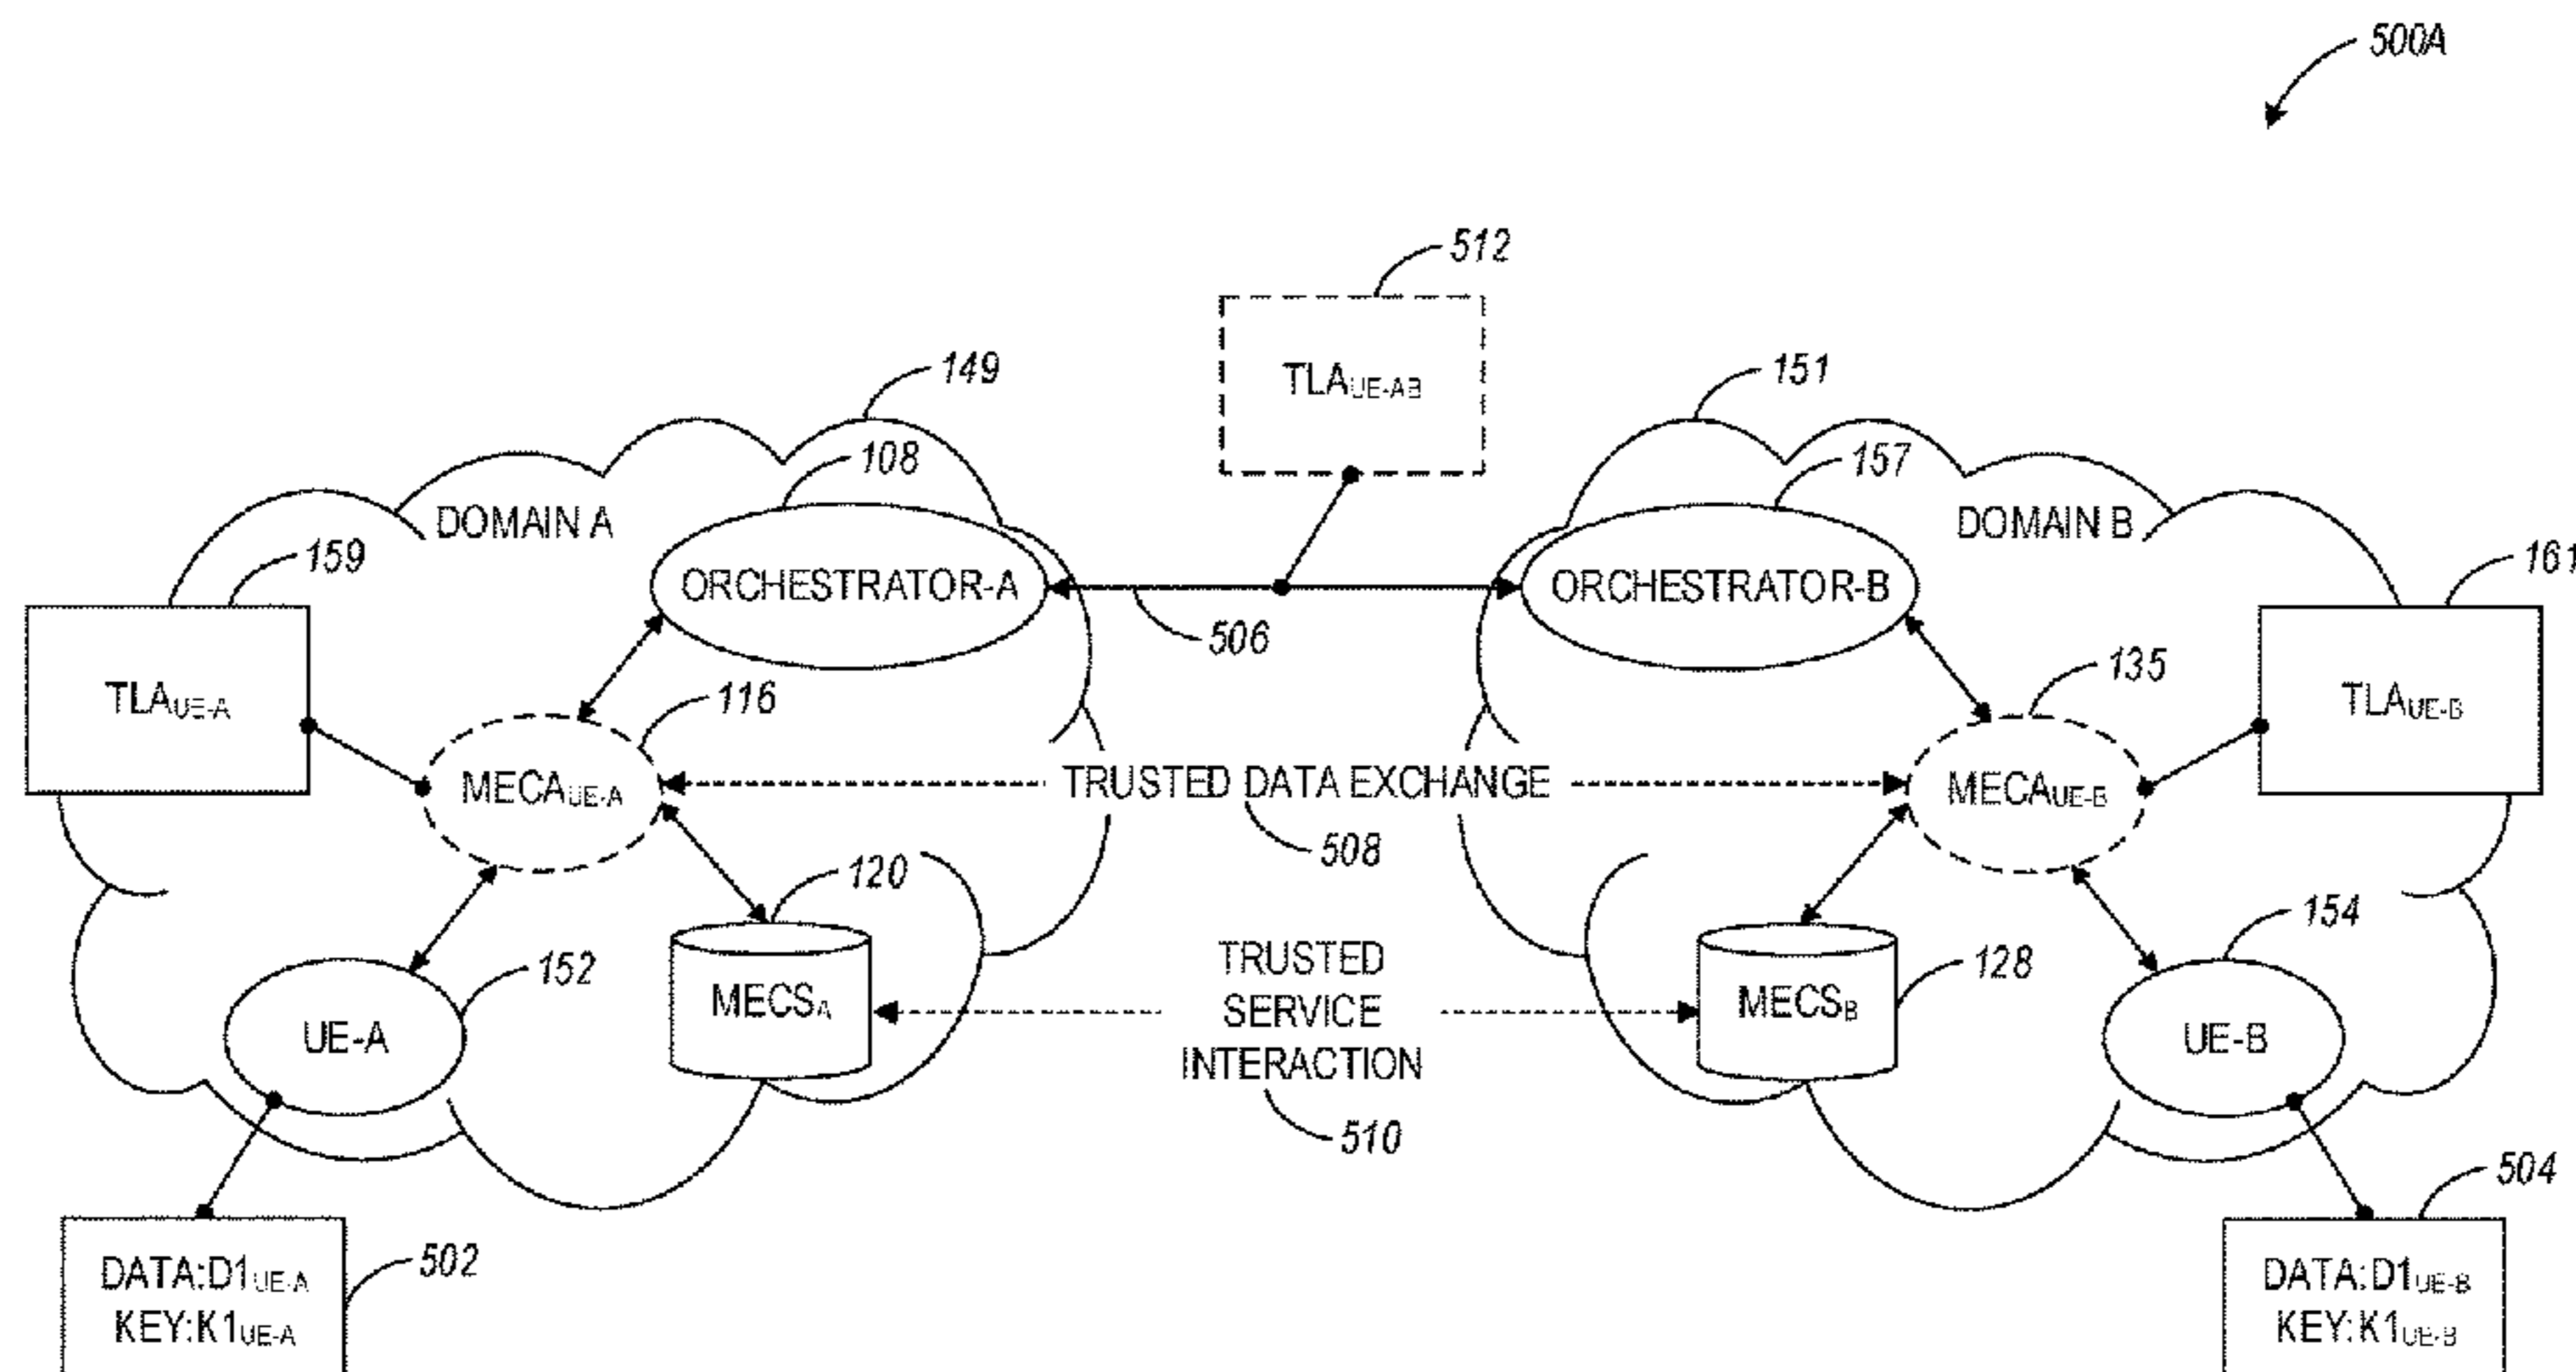 500A
512
TLAUE-AB
149
151
108
157
DOMAIN A
DOMAIN B
159
161
ORCHESTRATOR-A
ORCHESTRATOR-B
506
135
TLAUE-A
116
TLAUE-B
MECAUE-A
TRUSTED DATA EXCHANGE
MECAUE-B
508
120
154
TRUSTED
SERVICE
INTERACTION
152
128
MECSA
MECSB
UE-A
UE-B
510
504
502
DATA:D1UE-A
KEY:K1UE-A
DATA:D1UE-B
KEY:K1UE-B